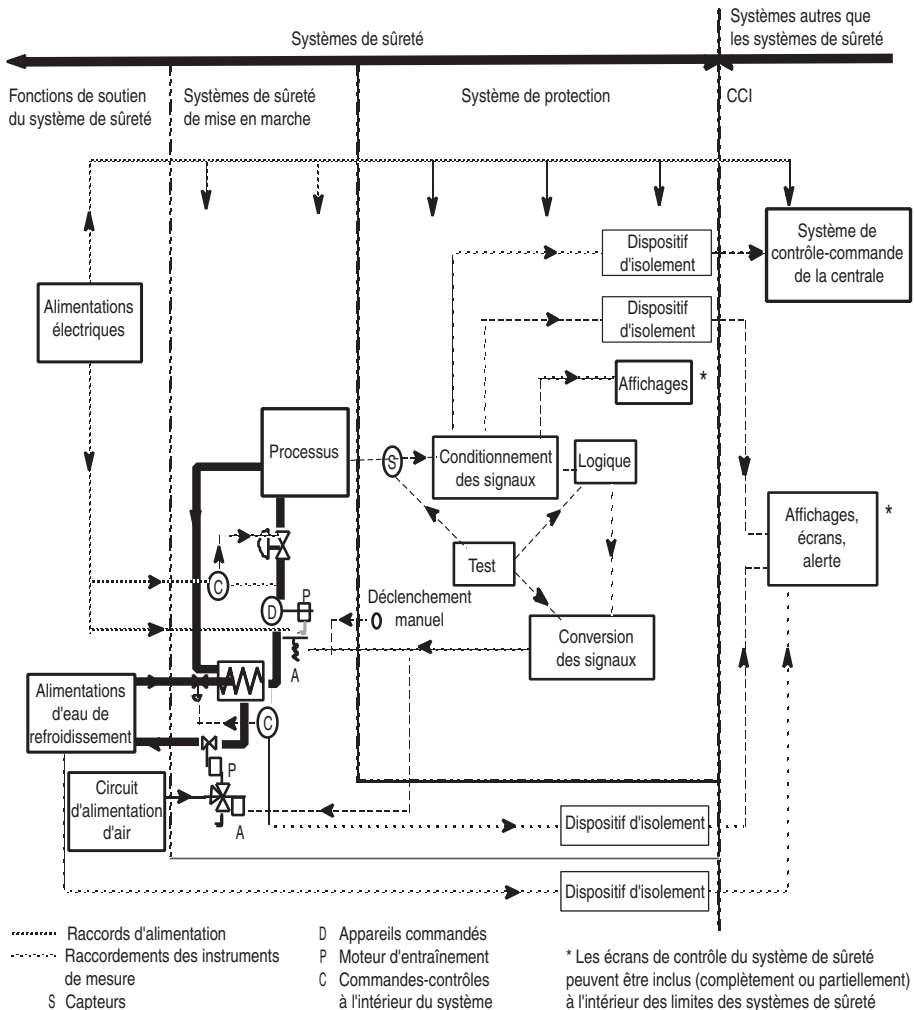 Systèmes de sûreté
Systèmes autres que
les systèmes de sûreté
Fonctions de soutien
du système de sûreté
Systèmes de sûreté
de mise en marche
Système de protection
CCI
Système de
contrôle-commande
de la centrale
Dispositif
d'isolement
Dispositif
d'isolement
Alimentations
électriques
Affichages *
Processus
S
Conditionnement
des signaux
Logique
Affichages,
écrans,
alerte
*
Test
C
D
P
Déclenchement
manuel
Conversion
des signaux
A
Alimentations
d'eau de
refroidissement
C
P
Circuit
d'alimentation
d'air
A
Dispositif d'isolement
Dispositif d'isolement
Raccords d'alimentation
Raccordements des instruments
de mesure
S Capteurs
D Appareils commandés
P Moteur d'entraînement
C Commandes-contrôles
à l'intérieur du système
* Les écrans de contrôle du système de sûreté
peuvent être inclus (complètement ou partiellement)
à l'intérieur des limites des systèmes de sûreté